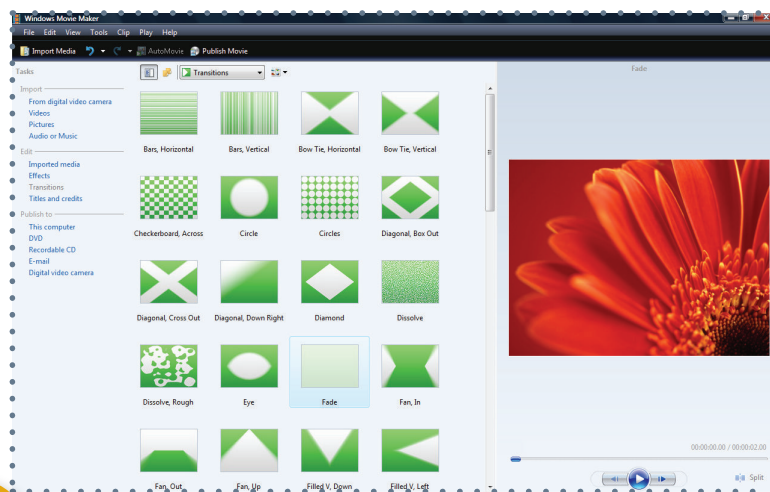 Windows Movie Maker
File Edit View Tools Clip Play Help
Import Media AutoMovie Publish Movie
Tasks
Transitions
Fade
Import
From digital video camera
Videos
Pictures
Audio or Music
Edit
Imported media
Effects
Transitions
Titles and credits
Publish to
This computer
DVD
Recordable CD
E-mail
Digital video camera
Bars, Horizontal Bars, Vertical Bow Tie, Horizontal Bow Tie, Vertical
Checkerboard, Across Circle Circles Diagonal, Box Out
Diagonal, Cross Out Diagonal, Down Right Diamond Dissolve
Dissolve, Rough Eye Fade Fan, In
Fan, Out Fan, Up Filled V, Down Filled V, Left
00:00:00.00 / 00:00:02.00
Split